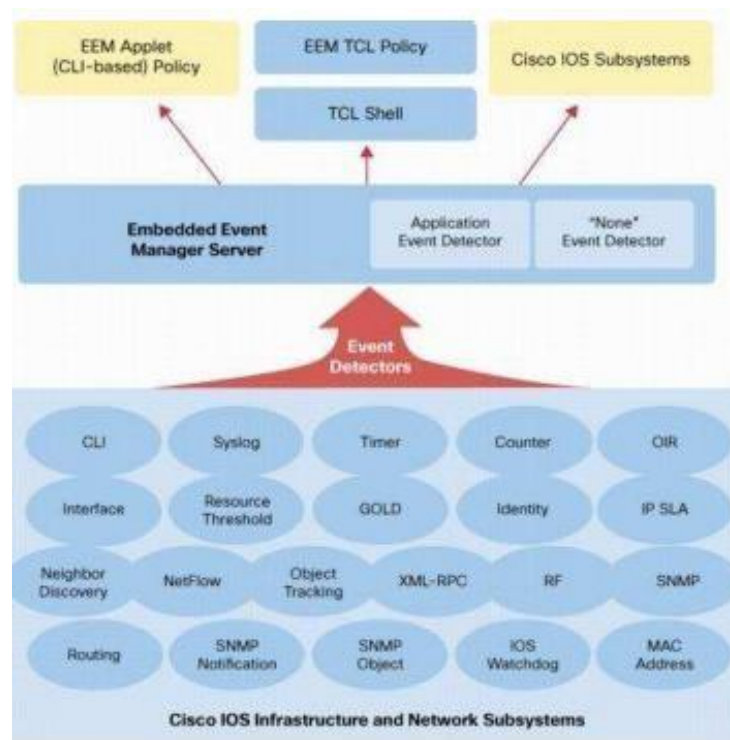 EEM Applet
(CLI-based) Policy
EEM TCL Policy
TCL Shell
Cisco IOS Subsystems
Embedded Event
Manager Server
Application
Event Detector
"None"
Event Detector
Event
Detectors
CLI
Syslog
Timer
Counter
OIR
Interface
Resource
Threshold
GOLD
Identity
IP SLA
Neighbor
Discovery
NetFlow
Object
Tracking
XML-RPC
RF
SNMP
Routing
SNMP
Notification
SNMP
Object
IOS
Watchdog
MAC
Address
Cisco IOS Infrastructure and Network Subsystems